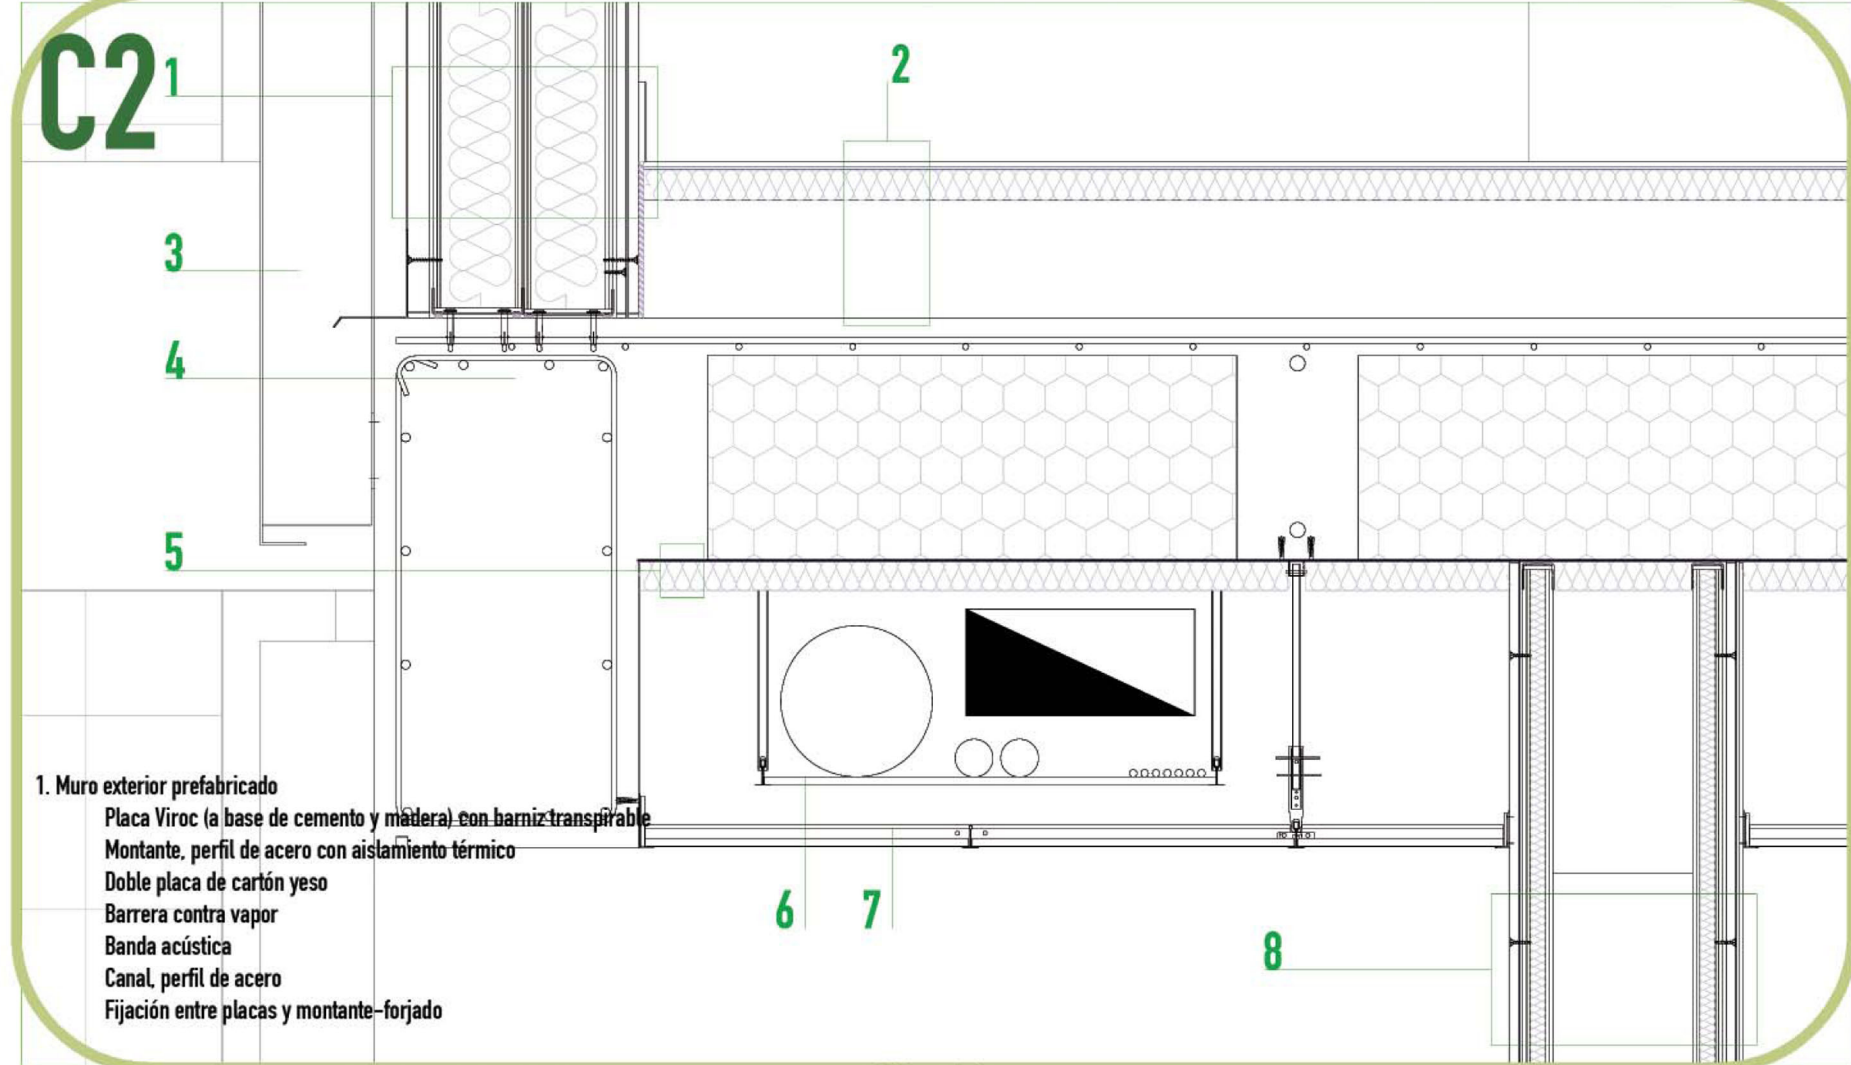 C2
1
2
3
4
5
6
7
8
1. Muro exterior prefabricado
Placa Viroc (a base de cemento y madera) con barniz transpirable
Montante, perfil de acero con aislamiento térmico
Doble placa de cartón yeso
Barrera contra vapor
Banda acústica
Canal, perfil de acero
Fijación entre placas y montante-forjado